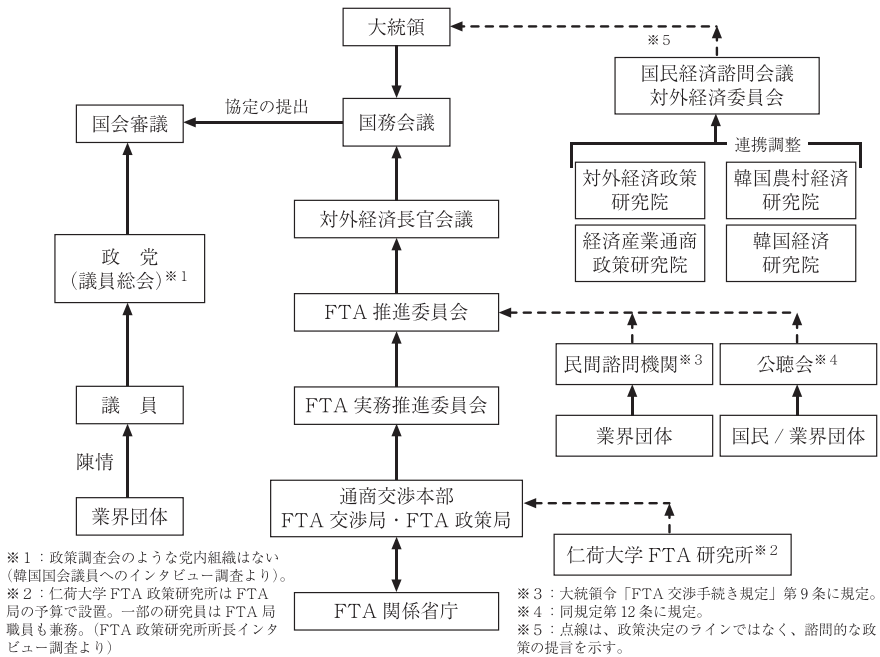 大統領
※5
国民経済諮問会議
対外経済委員会
協定の提出
国会審議
国務会議
連携調整
対外経済政策
研究院
韓国農村経済
研究院
対外経済長官会議
経済産業通商
政策研究院
韓国経済
研究院
政　党
(議員総会)※1
FTA 推進委員会
民間諮問機関※3
公聴会※4
議　員
FTA 実務推進委員会
業界団体
国民 / 業界団体
陳情
業界団体
通商交渉本部
FTA 交渉局・FTA 政策局
仁荷大学 FTA 研究所※2
FTA 関係省庁
※1：政策調査会のような党内組織はない
(韓国国会議員へのインタビュー調査より)。
※2：仁荷大学 FTA 政策研究所は FTA
局の予算で設置。一部の研究員は FTA 局
職員も兼務。(FTA 政策研究所所長インタ
ビュー調査より)
※3：大統領令「FTA 交渉手続き規定」第9条に規定。
※4：同規定第12条に規定。
※5：点線は、政策決定のラインではなく、諮問的な政
策の提言を示す。